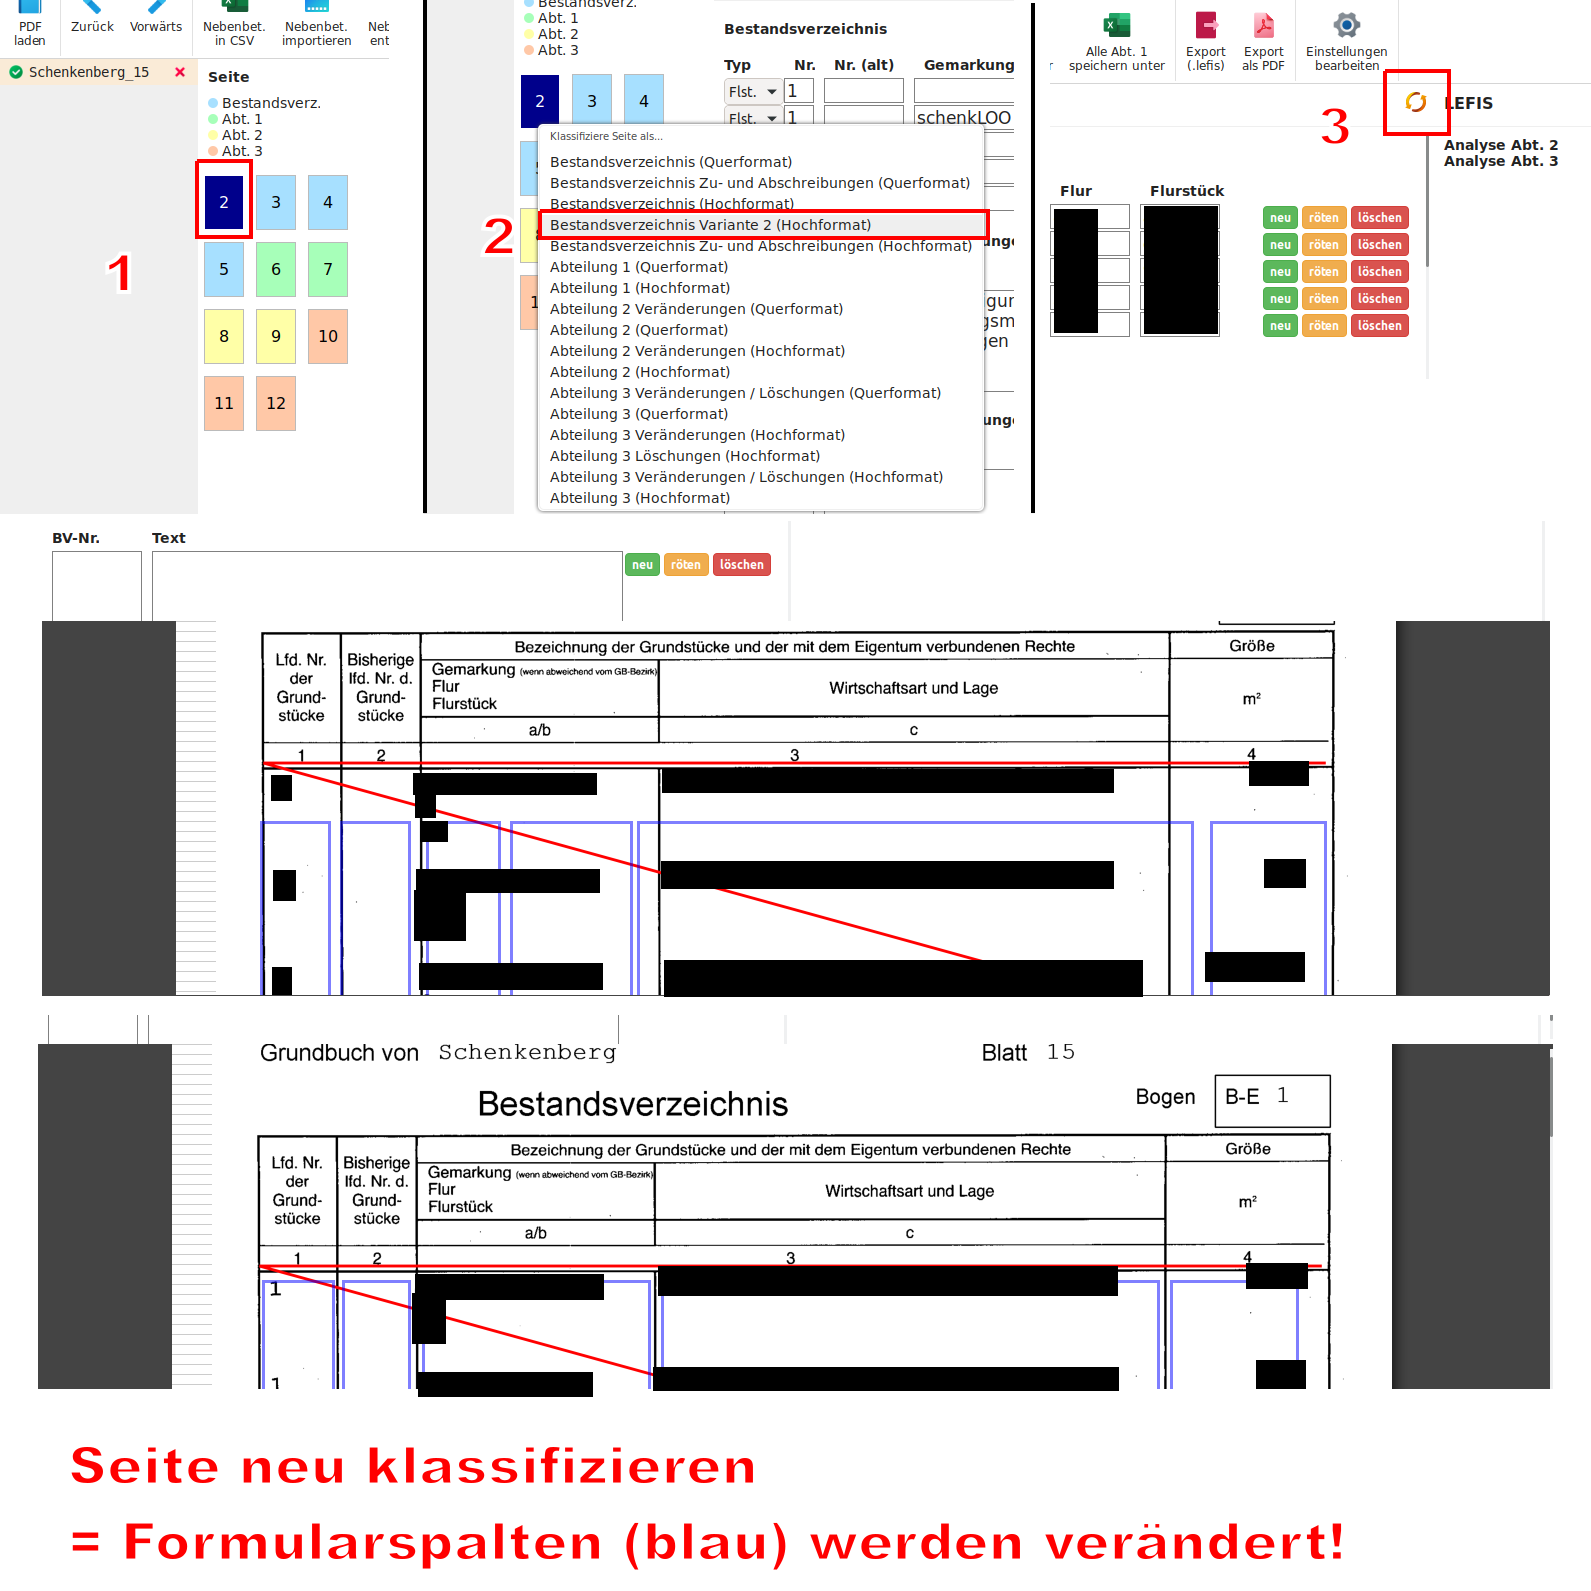 PDF
laden
Zurück
Vorwärts
Nebenbet.
in CSV
Nebenbet.
importieren
Neb
ent
Schenkenberg_15
Seite
Bestandsverz.
Abt. 1
Abt. 2
Abt. 3
2
3
4
5
6
7
8
9
10
11
12
1
Bestandsverz.
Abt. 1
Abt. 2
Abt. 3
2
3
4
2
Bestandsverzeichnis
Typ
Nr.
Nr. (alt)
Gemarkung
Flst.
1
Flst.
1
schenkLOO
Klassifiziere Seite als...
Bestandsverzeichnis (Querformat)
Bestandsverzeichnis Zu- und Abschreibungen (Querformat)
Bestandsverzeichnis (Hochformat)
Bestandsverzeichnis Variante 2 (Hochformat)
Bestandsverzeichnis Zu- und Abschreibungen (Hochformat)
Abteilung 1 (Querformat)
Abteilung 1 (Hochformat)
Abteilung 2 Veränderungen (Querformat)
Abteilung 2 (Querformat)
Abteilung 2 Veränderungen (Hochformat)
Abteilung 2 (Hochformat)
Abteilung 3 Veränderungen / Löschungen (Querformat)
Abteilung 3 (Querformat)
Abteilung 3 Veränderungen (Hochformat)
Abteilung 3 Löschungen (Hochformat)
Abteilung 3 Veränderungen / Löschungen (Hochformat)
Abteilung 3 (Hochformat)
Alle Abt. 1
speichern unter
Export
(.lefis)
Export
als PDF
Einstellungen
bearbeiten
3
LEFIS
Analyse Abt. 2
Analyse Abt. 3
Flur
Flurstück
neu röten löschen
neu röten löschen
neu röten löschen
neu röten löschen
neu röten löschen
BV-Nr.
Text
neu röten löschen
Lfd. Nr.
der
Grund-
stücke
Bisherige
lfd. Nr. d.
Grund-
stücke
Bezeichnung der Grundstücke und der mit dem Eigentum verbundenen Rechte
Gemarkung (wenn abweichend vom GB-Bezirk)
Flur
Flurstück
Wirtschaftsart und Lage
Größe
m²
a/b
c
1
2
3
4
Grundbuch von Schenkenberg
Blatt 15
Bestandsverzeichnis
Bogen
B-E 1
Lfd. Nr.
der
Grund-
stücke
Bisherige
lfd. Nr. d.
Grund-
stücke
Bezeichnung der Grundstücke und der mit dem Eigentum verbundenen Rechte
Gemarkung (wenn abweichend vom GB-Bezirk)
Flur
Flurstück
Wirtschaftsart und Lage
Größe
m²
a/b
c
1
2
3
4
1
1
Seite neu klassifizieren
= Formularspalten (blau) werden verändert!